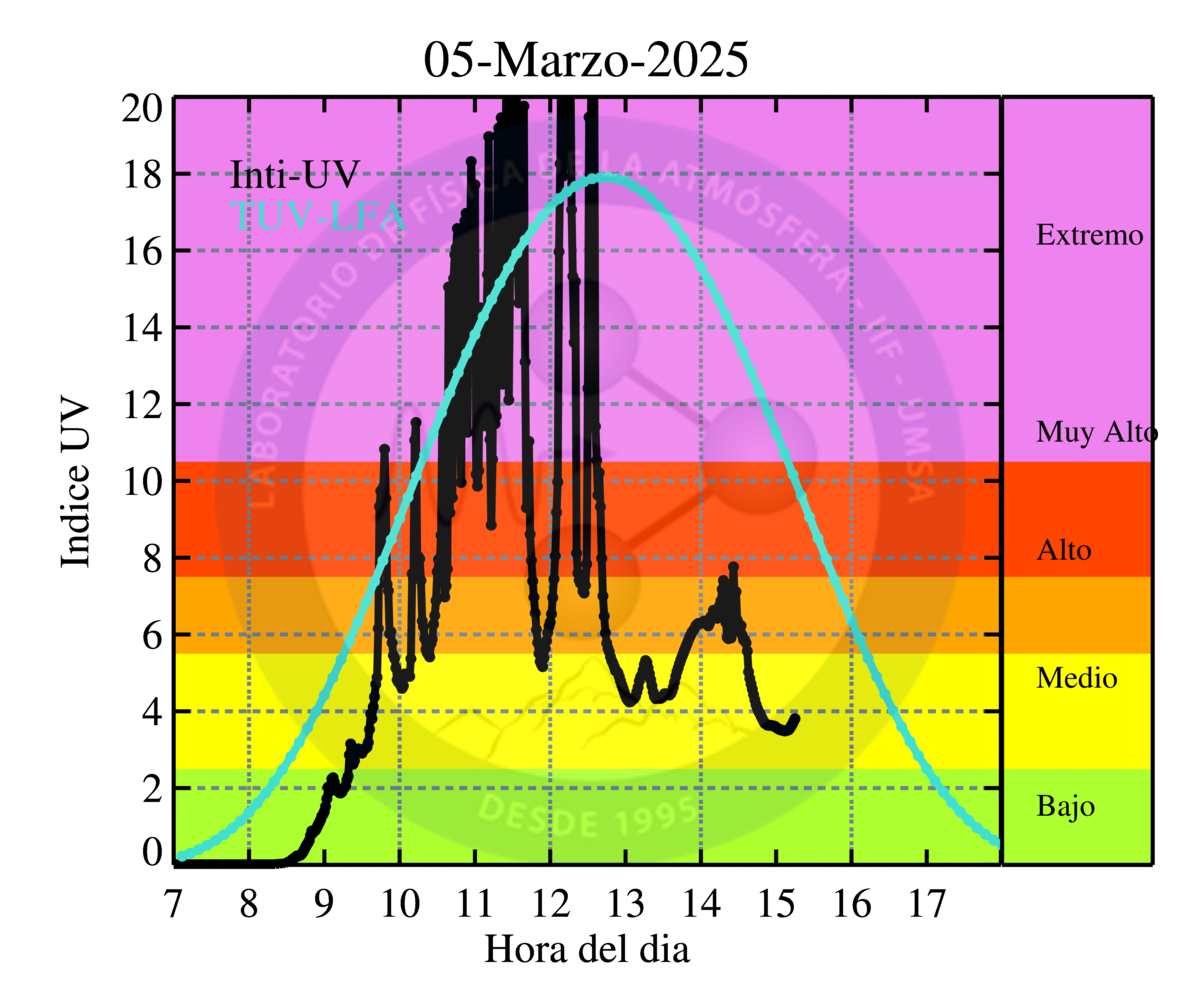 05-Marzo-2025
Inti-UV
TUV-LFA
LABORATORIO DE FÍSICA DE LA ATMÓSFERA - IIF - UMSA
DESDE 1995
Indice UV
20
18
16
14
12
10
8
6
4
2
0
Extremo
Muy Alto
Alto
Medio
Bajo
7 8 9 10 11 12 13 14 15 16 17
Hora del dia